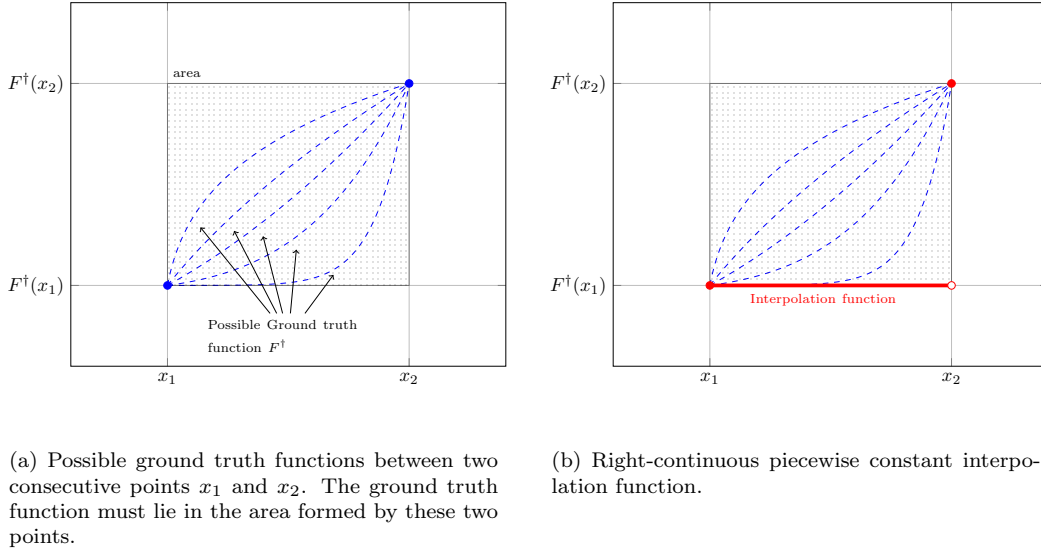 area
F†(x₂)
F†(x₁)
Possible Ground truth
function F†
x₁
x₂
F†(x₂)
F†(x₁)
Interpolation function
x₁
x₂
(a) Possible ground truth functions between two
consecutive points x₁ and x₂. The ground truth
function must lie in the area formed by these two
points.
(b) Right-continuous piecewise constant interpo-
lation function.